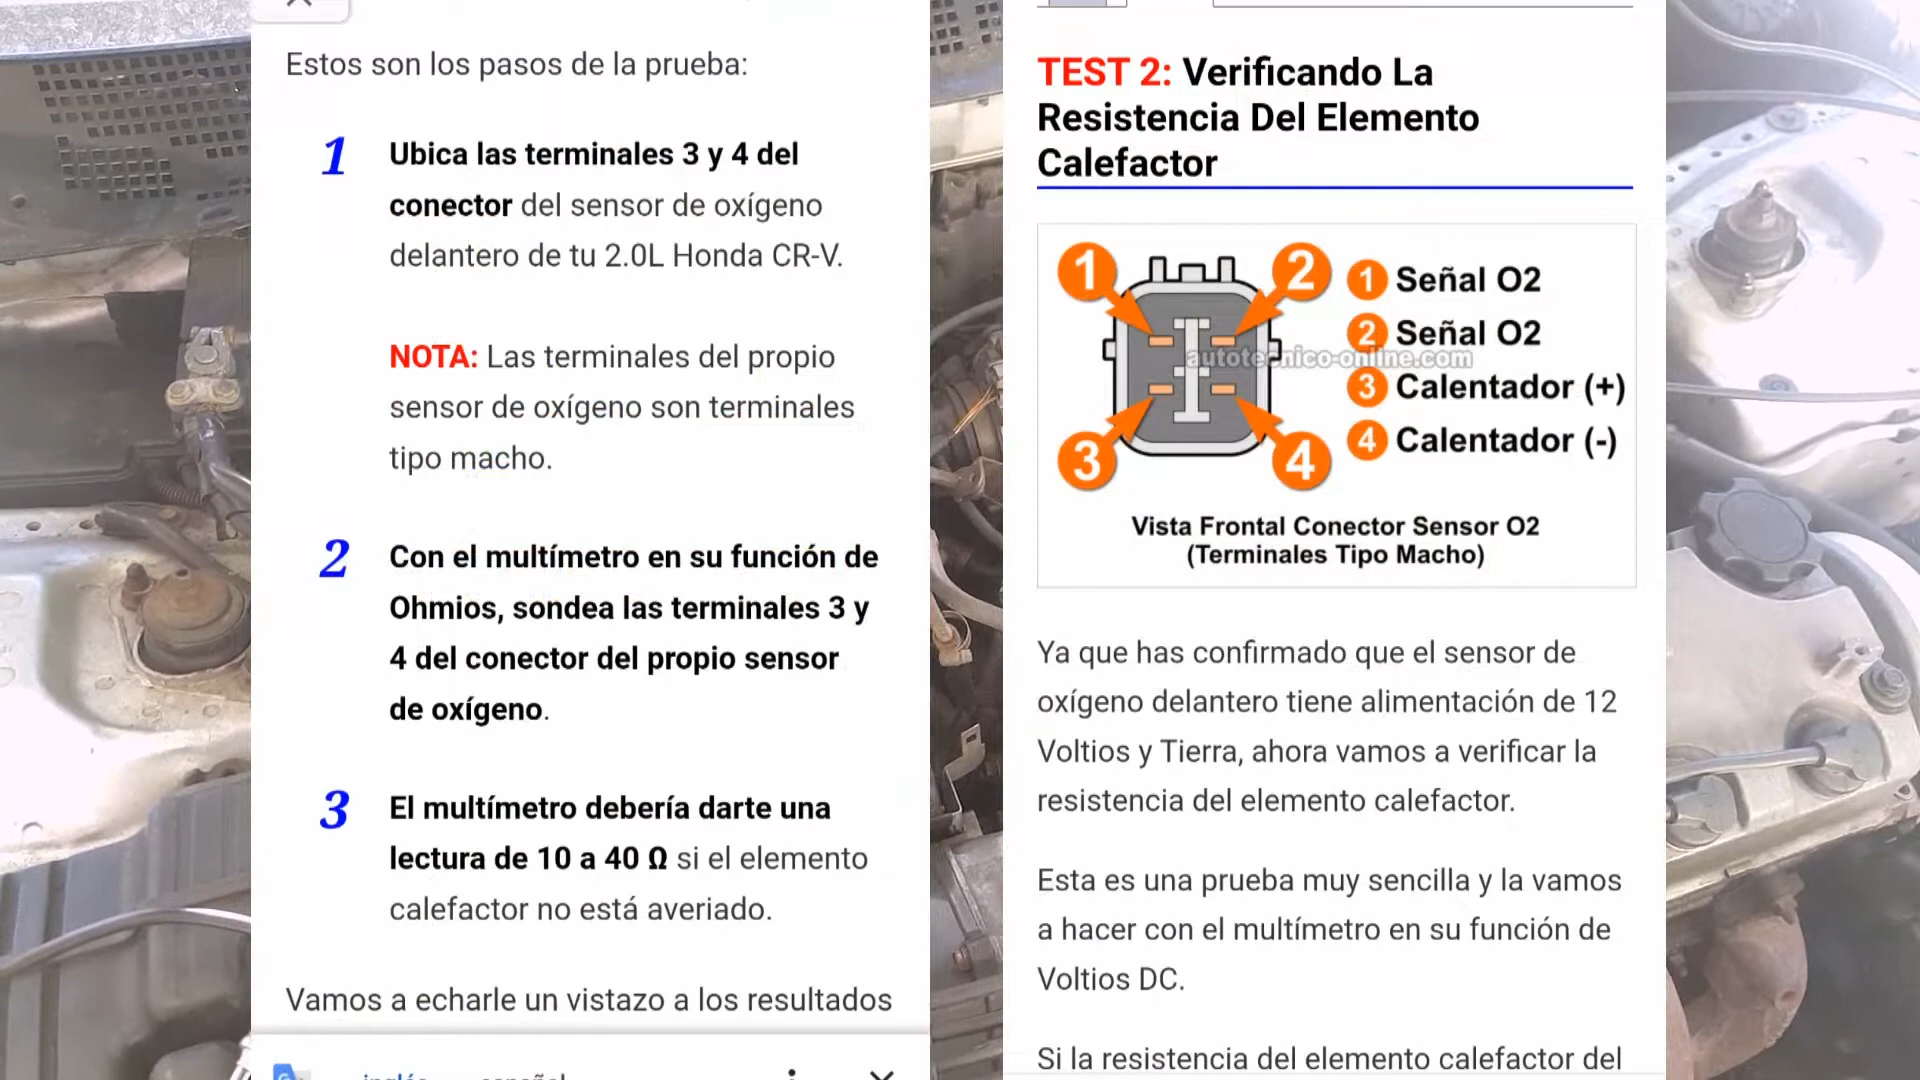 Estos son los pasos de la prueba:
1 Ubica las terminales 3 y 4 del
conector del sensor de oxígeno
delantero de tu 2.0L Honda CR-V.
NOTA: Las terminales del propio
sensor de oxígeno son terminales
tipo macho.
2 Con el multímetro en su función de
Ohmios, sondea las terminales 3 y
4 del conector del propio sensor
de oxígeno.
3 El multímetro debería darte una
lectura de 10 a 40 Ω si el elemento
calefactor no está averiado.
Vamos a echarle un vistazo a los resultados
inglés español
TEST 2: Verificando La
Resistencia Del Elemento
Calefactor
1 2
3 4
1 Señal O2
2 Señal O2
autotecnico-online.com
3 Calentador (+)
4 Calentador (-)
Vista Frontal Conector Sensor O2
(Terminales Tipo Macho)
Ya que has confirmado que el sensor de
oxígeno delantero tiene alimentación de 12
Voltios y Tierra, ahora vamos a verificar la
resistencia del elemento calefactor.
Esta es una prueba muy sencilla y la vamos
a hacer con el multímetro en su función de
Voltios DC.
Si la resistencia del elemento calefactor del